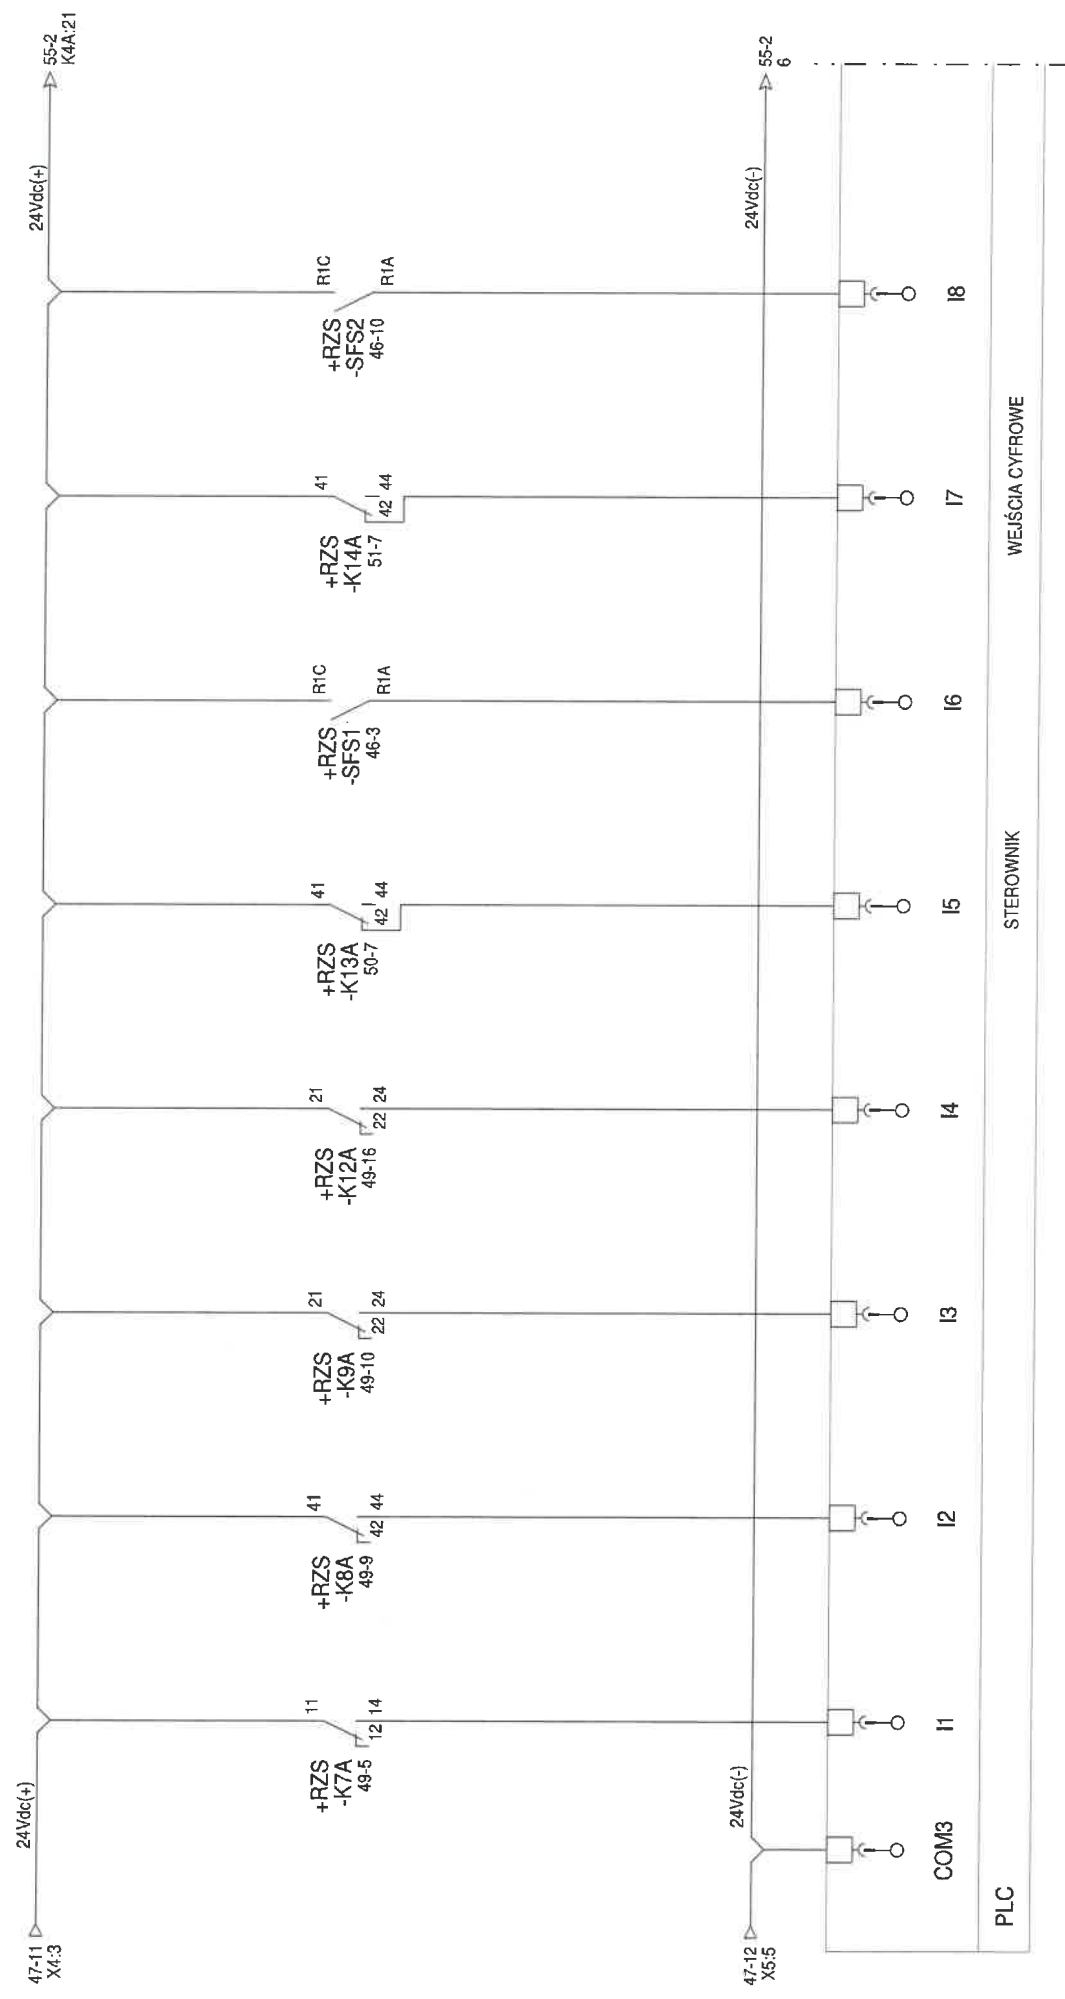 47-11
X4:3
24Vdc(+)
24Vdc(+)
55-2
K4A:21
+RZS
-K7A
49-5
11
12
14
+RZS
-K8A
49-9
41
42
44
+RZS
-K9A
49-10
21
22
24
+RZS
-K12A
49-16
21
22
24
+RZS
-K13A
50-7
41
42
44
+RZS
-SFS1
46-3
R1C
R1A
+RZS
-K14A
51-7
41
42
44
+RZS
-SFS2
46-10
R1C
R1A
47-12
X5:5
24Vdc(-)
24Vdc(-)
55-2
6
COM3
I1
I2
I3
I4
I5
I6
I7
I8
PLC
STEROWNIK
WEJŚCIA CYFROWE